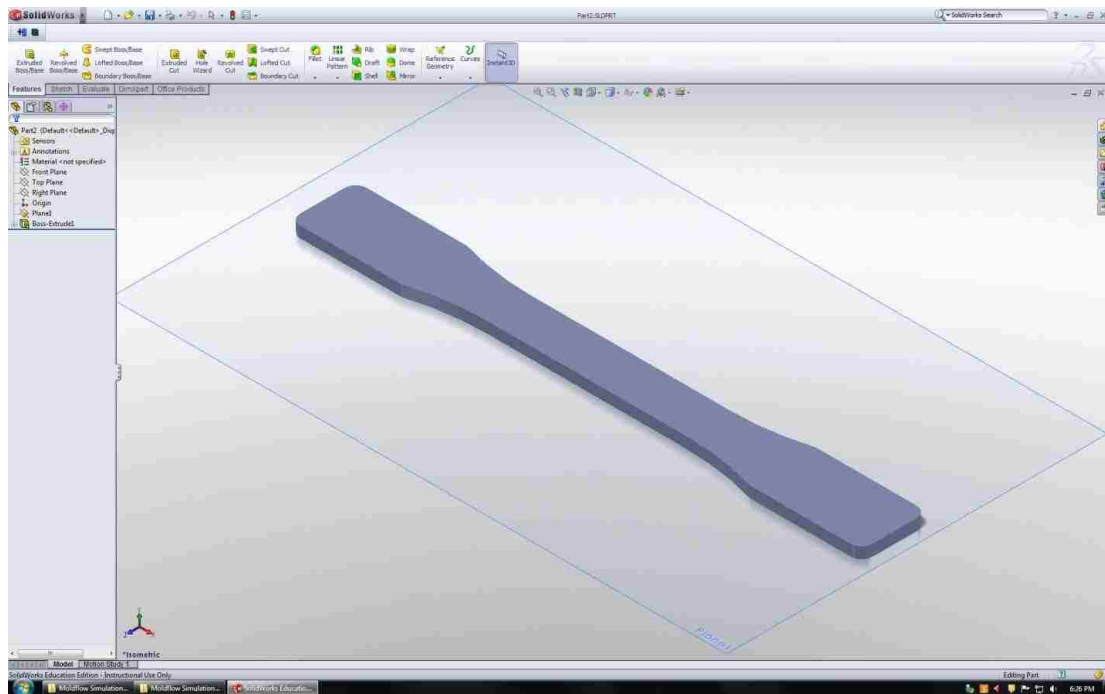 SolidWorks
Part2.SLDPRT
SolidWorks Search
Extruded Boss/Base
Revolved Boss/Base
Swept Boss/Base
Lofted Boss/Base
Boundary Boss/Base
Extruded Cut
Hole Wizard
Revolved Cut
Swept Cut
Lofted Cut
Boundary Cut
Fillet
Linear Pattern
Rib
Draft
Shell
Wrap
Dome
Mirror
Reference Geometry
Curves
Instant3D
Features Sketch Evaluate DimXpert Office Products
Part2 (Default<<Default>_Disp
Sensors
Annotations
Material <not specified>
Front Plane
Top Plane
Right Plane
Origin
Plane1
Boss-Extrude1
Plane1
*Isometric
Model Motion Study 1
SolidWorks Education Edition - Instructional Use Only
Editing Part
Moldflow Simulation... Moldflow Simulation... SolidWorks Educatio...
6:26 PM